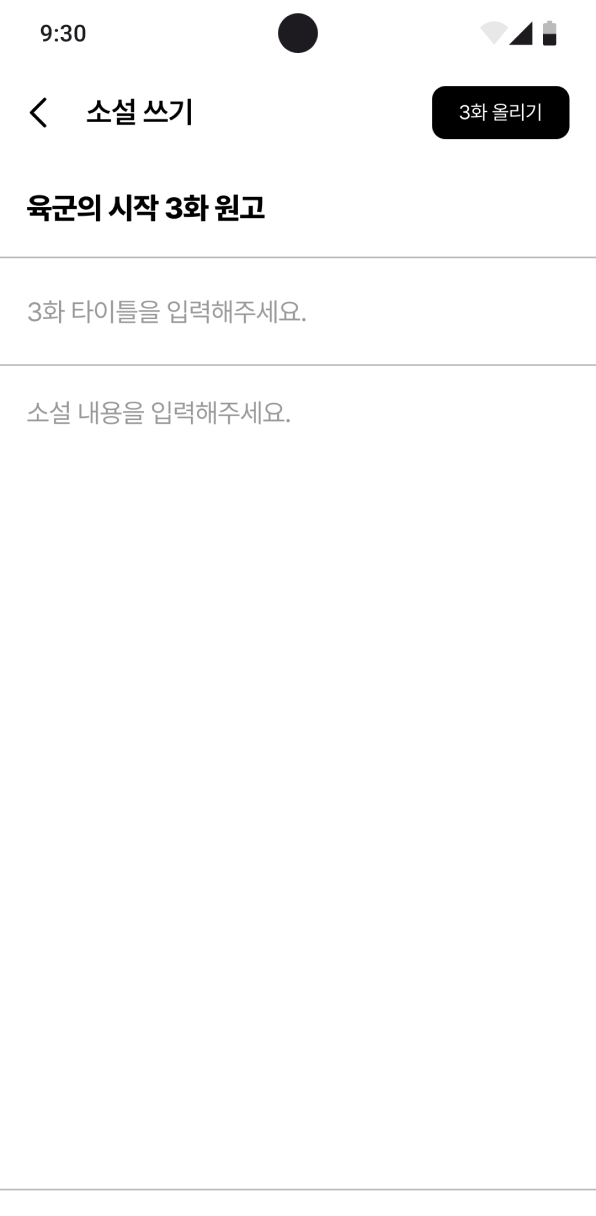 9:30
소설 쓰기
3화 올리기
육군의 시작 3화 원고
3화 타이틀을 입력해주세요.
소설 내용을 입력해주세요.